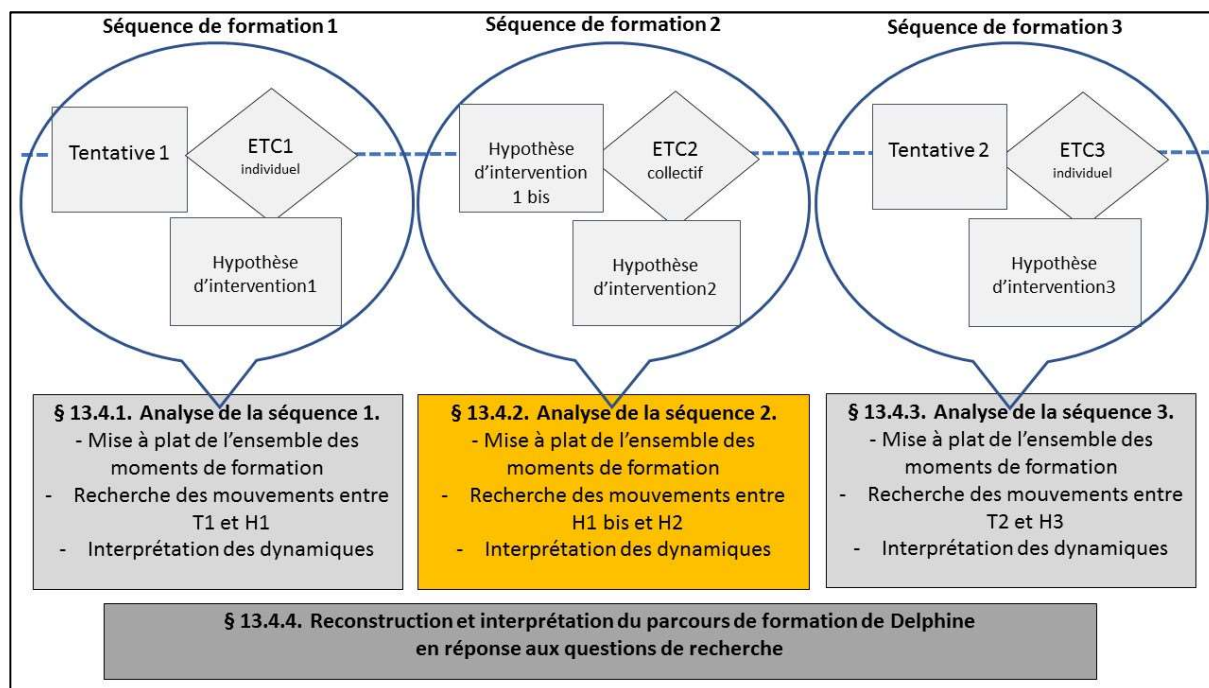 Séquence de formation 1
Tentative 1
ETC1
individuel
Hypothèse
d’intervention1
Séquence de formation 2
Hypothèse
d’intervention
1 bis
ETC2
collectif
Hypothèse
d’intervention2
Séquence de formation 3
Tentative 2
ETC3
individuel
Hypothèse
d’intervention3
§ 13.4.1. Analyse de la séquence 1.
- Mise à plat de l’ensemble des
moments de formation
- Recherche des mouvements entre
T1 et H1
- Interprétation des dynamiques
§ 13.4.2. Analyse de la séquence 2.
- Mise à plat de l’ensemble des
moments de formation
- Recherche des mouvements entre
H1 bis et H2
- Interprétation des dynamiques
§ 13.4.3. Analyse de la séquence 3.
- Mise à plat de l’ensemble des
moments de formation
- Recherche des mouvements entre
T2 et H3
- Interprétation des dynamiques
§ 13.4.4. Reconstruction et interprétation du parcours de formation de Delphine
en réponse aux questions de recherche